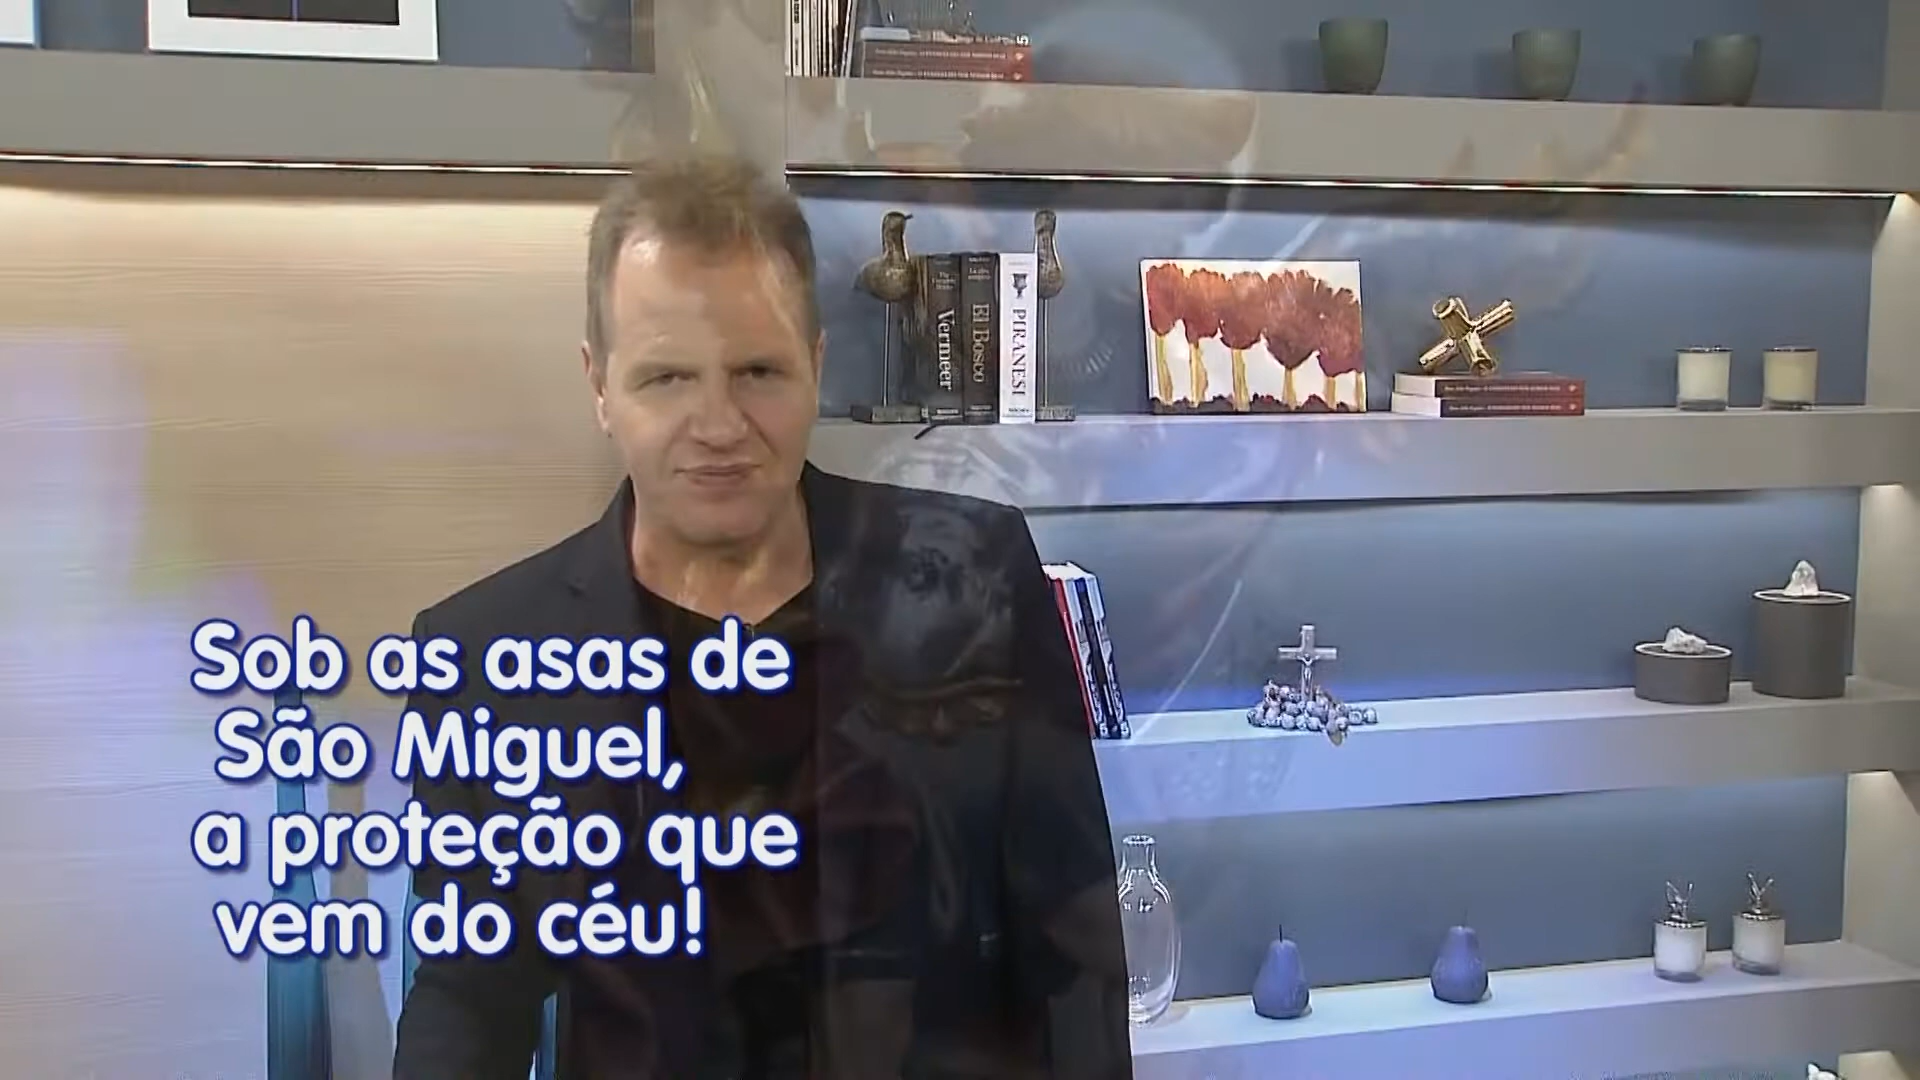 Sob as asas de
São Miguel,
a proteção que
vem do céu!
Vermeer
El Bosco
PIRANESI